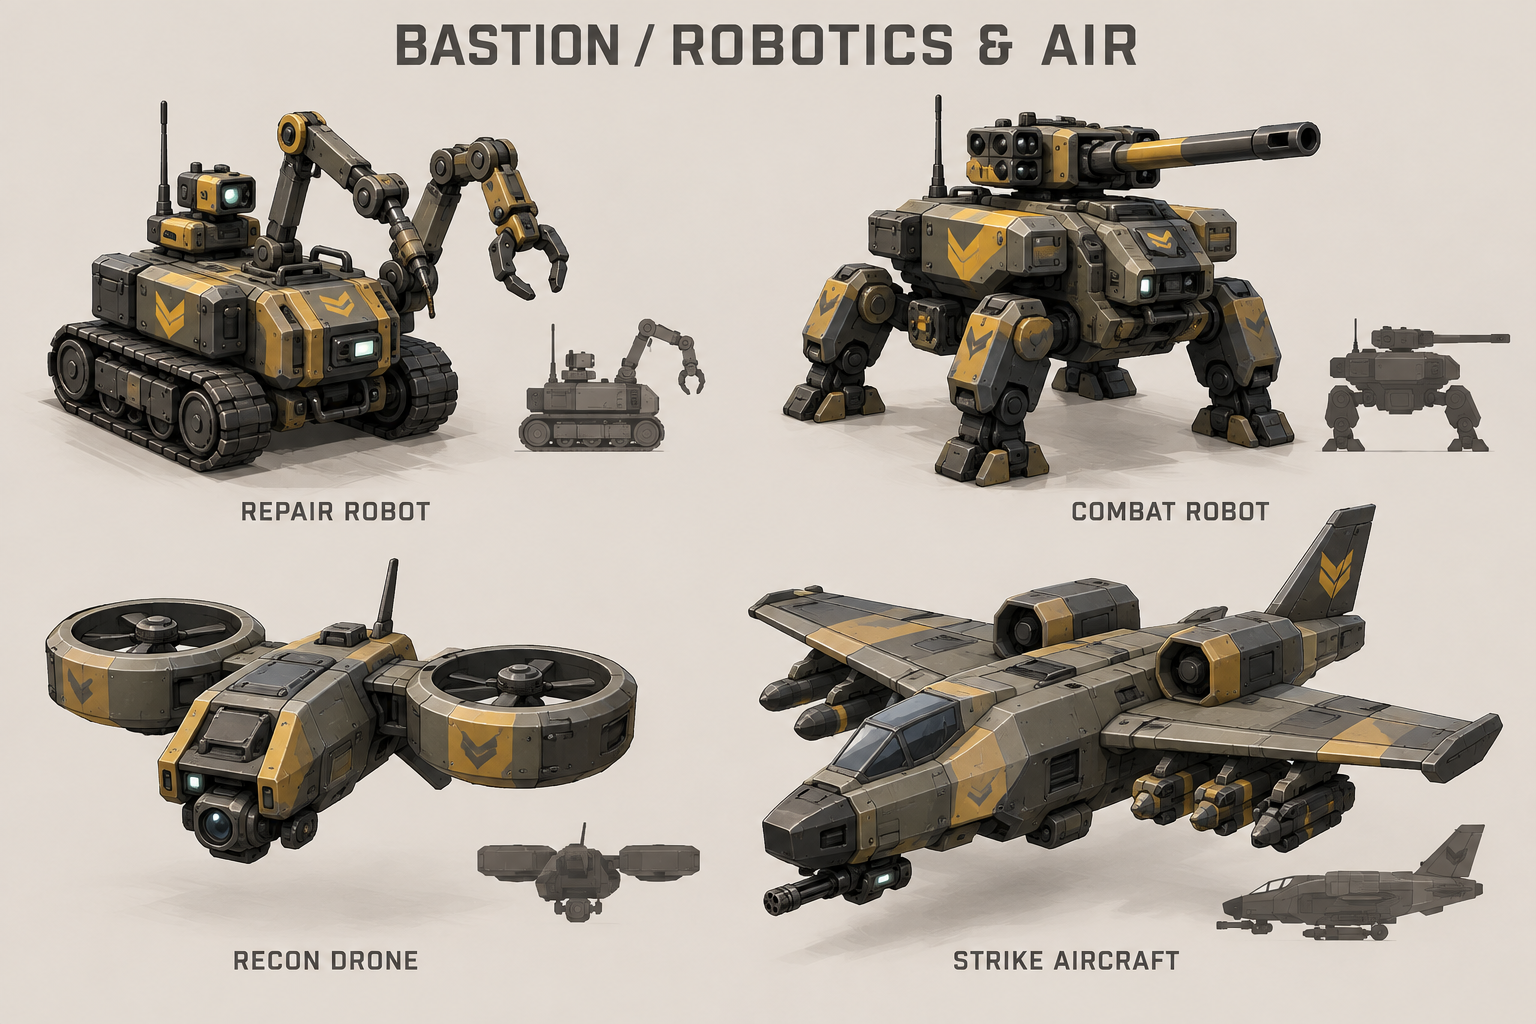 BASTION / ROBOTICS & AIR
REPAIR ROBOT
COMBAT ROBOT
RECON DRONE
STRIKE AIRCRAFT